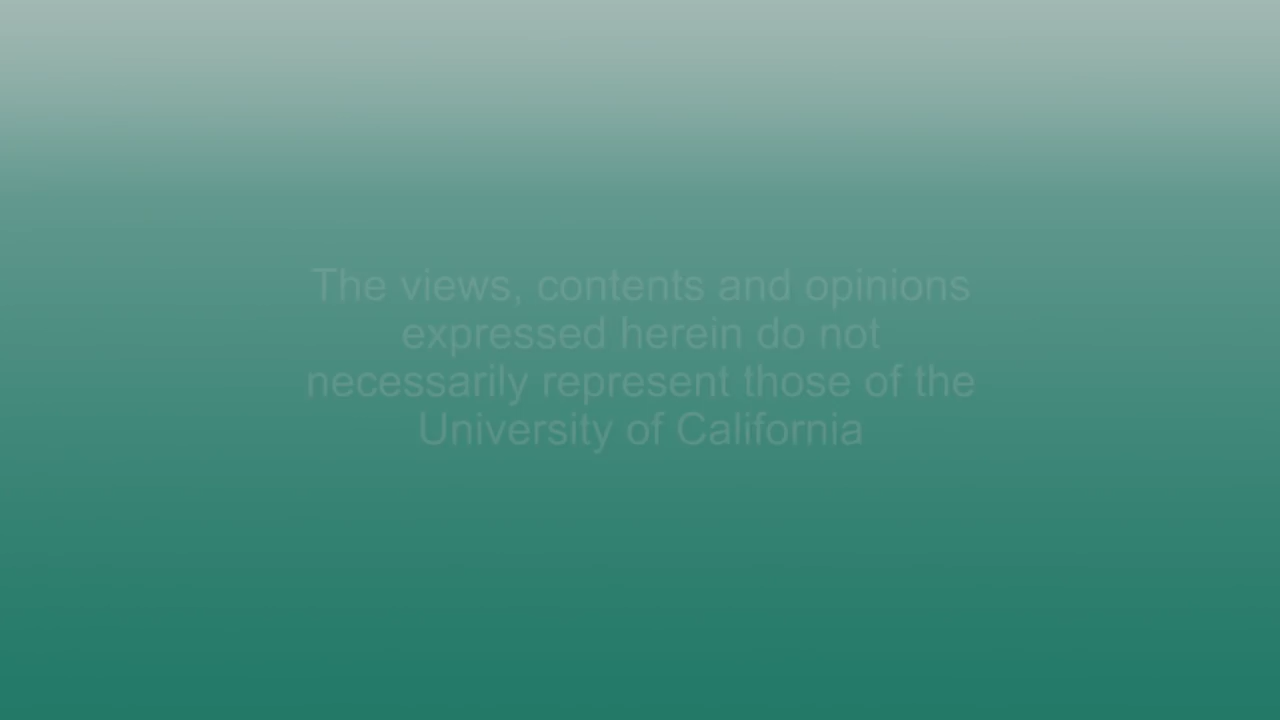 The views, contents and opinions
expressed herein do not
necessarily represent those of the
University of California